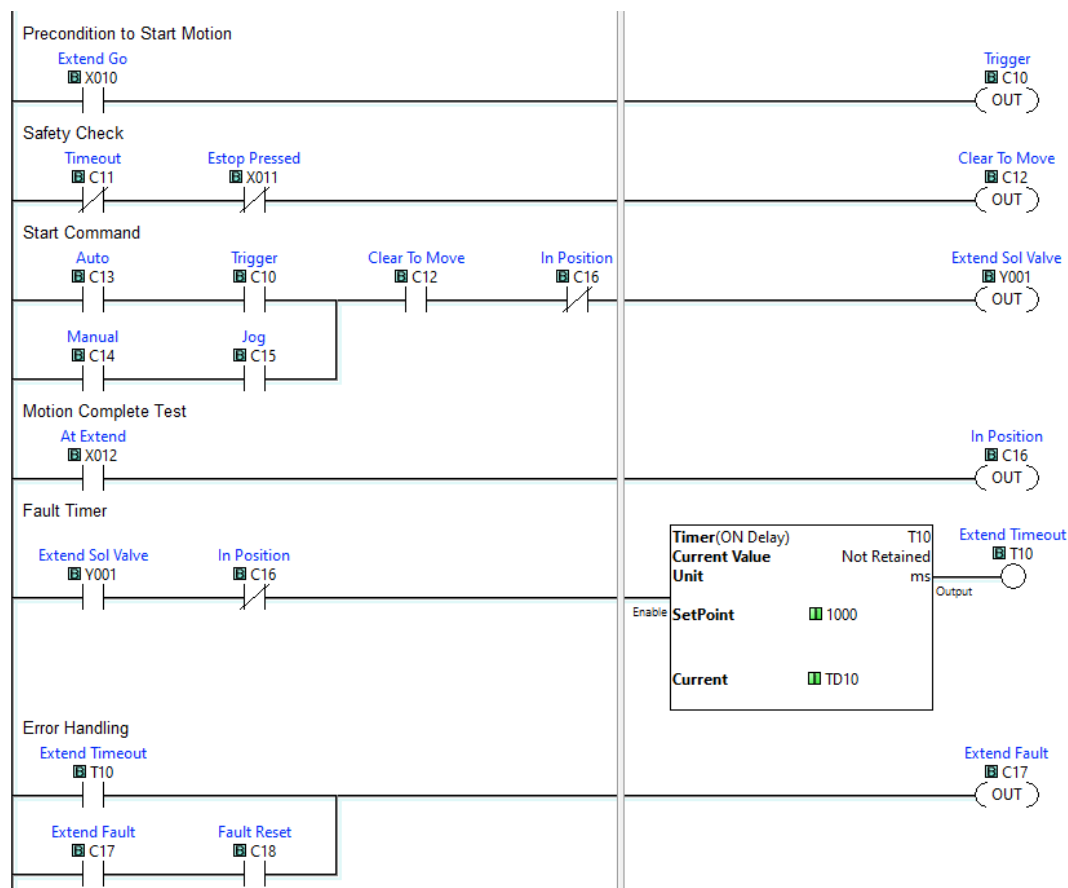 Precondition to Start Motion
Extend Go
Trigger
B X010
B C10
OUT
Safety Check
Timeout
Estop Pressed
Clear To Move
B C11
B X011
B C12
OUT
Start Command
Auto
Trigger
Clear To Move
In Position
Extend Sol Valve
B C13
B C10
B C12
B C16
B Y001
OUT
Manual
Jog
B C14
B C15
Motion Complete Test
At Extend
In Position
B X012
B C16
OUT
Fault Timer
Timer(ON Delay) T10
Extend Timeout
Extend Sol Valve
In Position
Current Value Not Retained
B T10
B Y001
B C16
Unit ms
Output
Enable
SetPoint 1000
Current TD10
Error Handling
Extend Timeout
Extend Fault
B T10
B C17
OUT
Extend Fault
Fault Reset
B C17
B C18